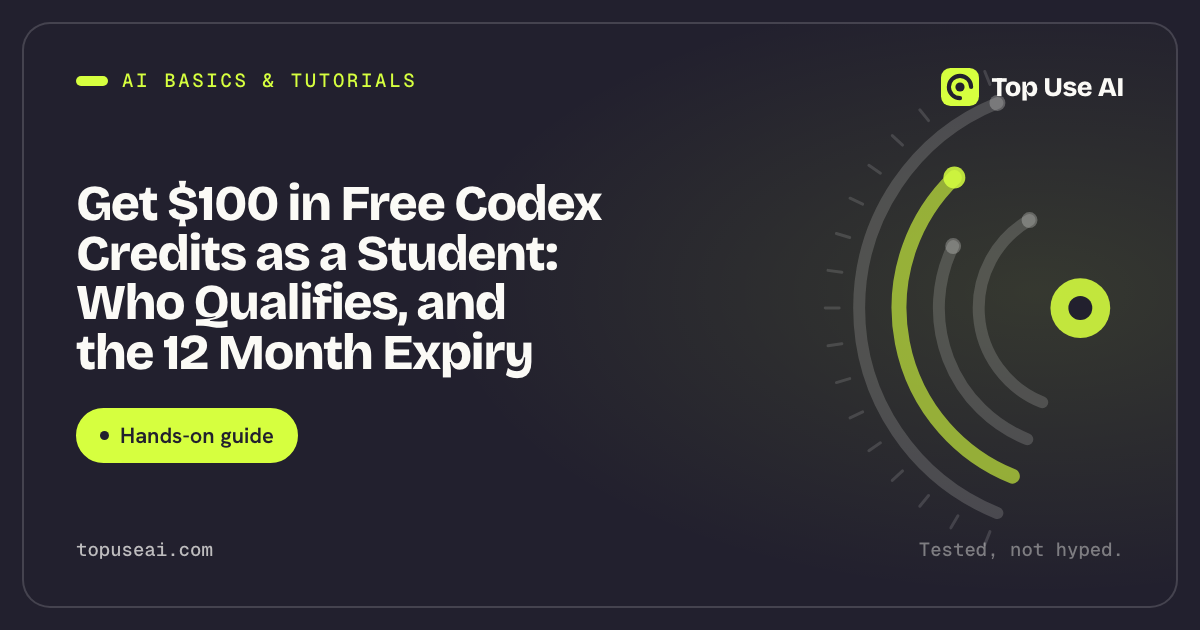 AI BASICS & TUTORIALS
Top Use AI
Get $100 in Free Codex
Credits as a Student:
Who Qualifies, and
the 12 Month Expiry
Hands-on guide
topuseai.com
Tested, not hyped.